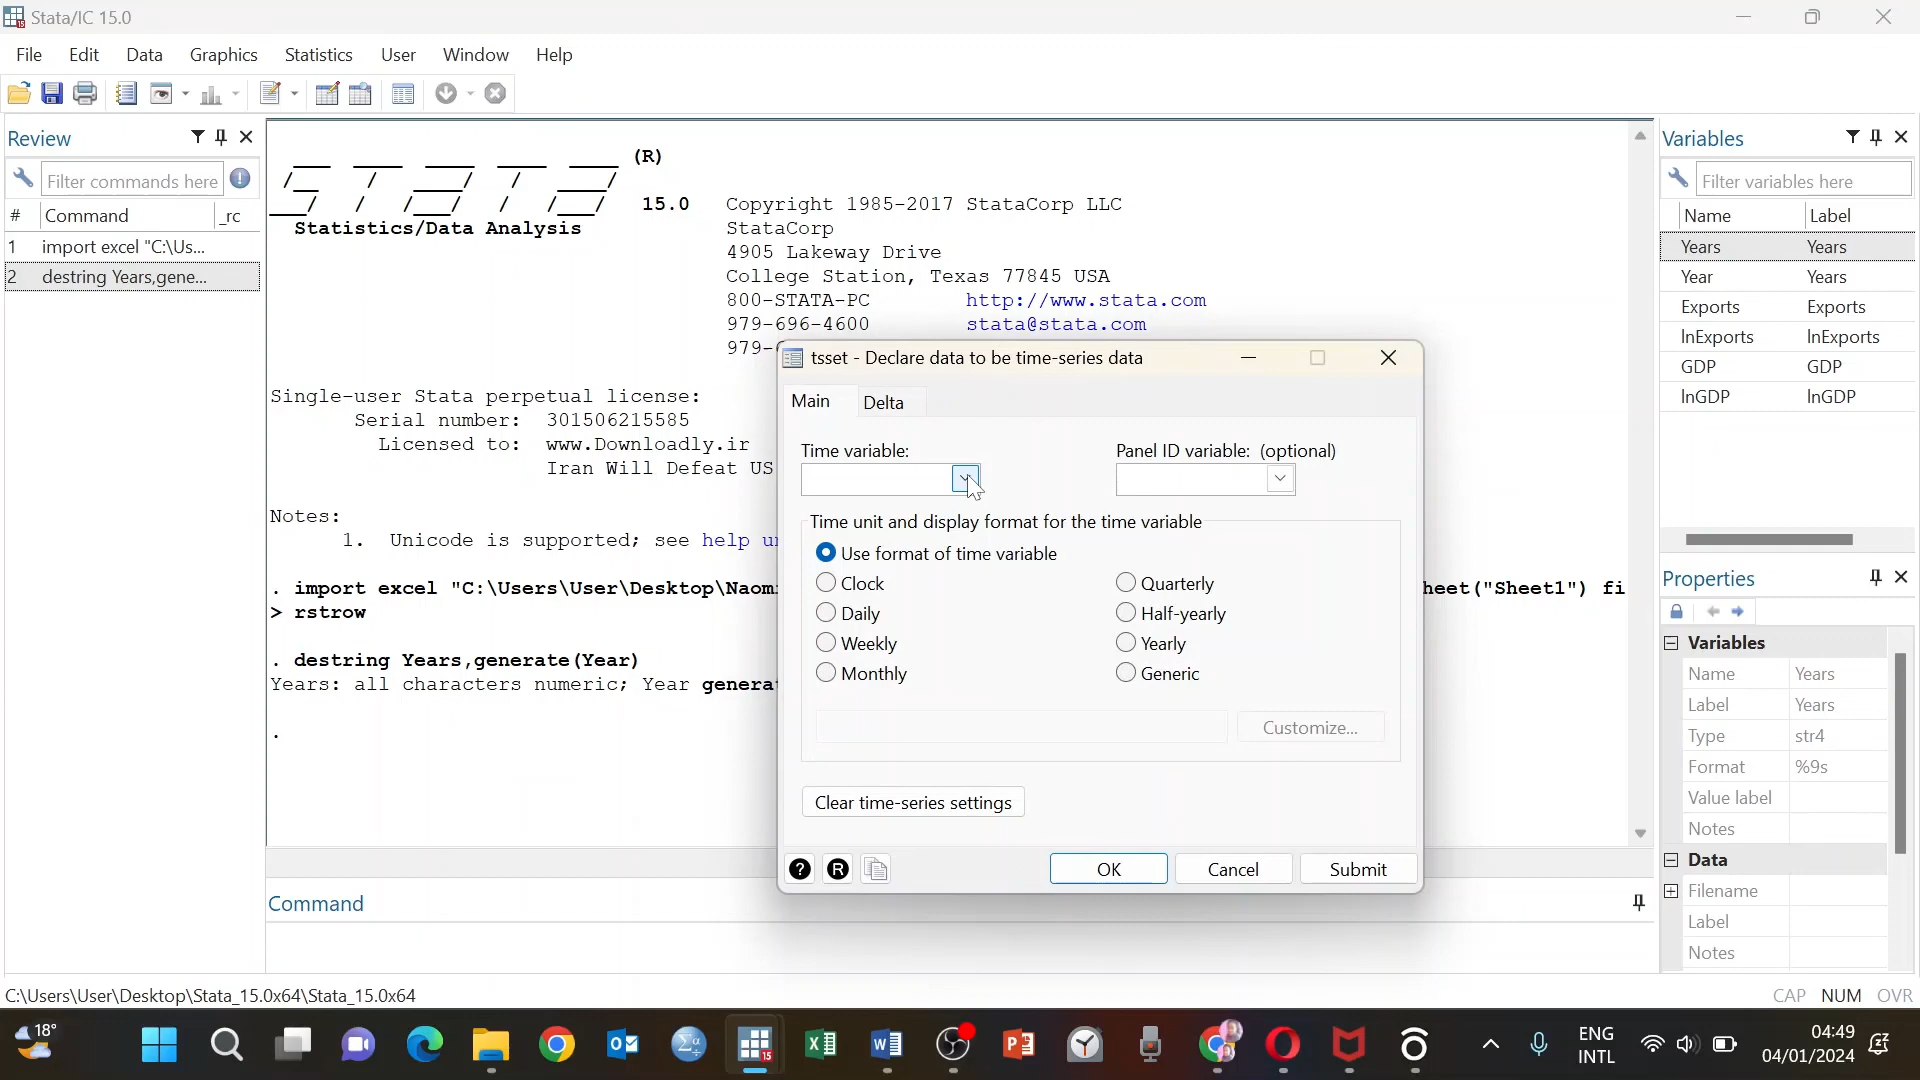 Stata/IC 15.0
File Edit Data Graphics Statistics User Window Help
Review
Filter commands here
# Command _rc
1 import excel "C:\Us...
2 destring Years,gene...
(R)
15.0 Copyright 1985-2017 StataCorp LLC
Statistics/Data Analysis StataCorp
4905 Lakeway Drive
College Station, Texas 77845 USA
800-STATA-PC http://www.stata.com
979-696-4600 stata@stata.com
979-
Single-user Stata perpetual license:
Serial number: 301506215585
Licensed to: www.Downloadly.ir
Iran Will Defeat US
Notes:
1. Unicode is supported; see help
. import excel "C:\Users\User\Desktop\Naom heet("Sheet1") fi
> rstrow
. destring Years,generate(Year)
Years: all characters numeric; Year genera
.
tsset - Declare data to be time-series data
Main Delta
Time variable: Panel ID variable: (optional)
Time unit and display format for the time variable
Use format of time variable
Clock Quarterly
Daily Half-yearly
Weekly Yearly
Monthly Generic
Customize...
Clear time-series settings
? R OK Cancel Submit
Command
Variables
Filter variables here
Name Label
Years Years
Year Years
Exports Exports
lnExports lnExports
GDP GDP
lnGDP lnGDP
Properties
Variables
Name Years
Label Years
Type str4
Format %9s
Value label
Notes
Data
Filename
Label
Notes
C:\Users\User\Desktop\Stata_15.0x64\Stata_15.0x64 CAP NUM OVR
18° ENG 04:49
INTL 04/01/2024